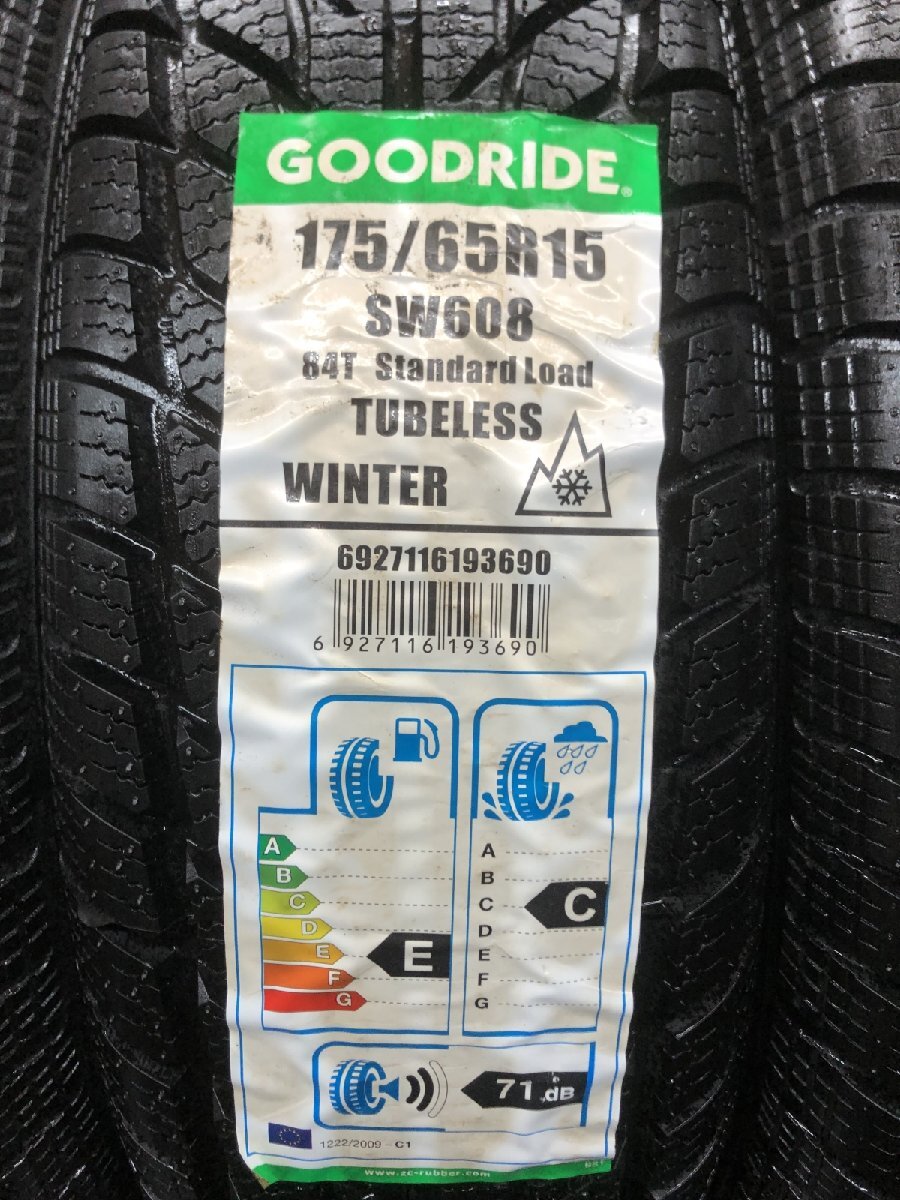 GOODRIDE®
175/65R15
SW608
84T Standard Load
TUBELESS
WINTER
6927116193690
6 927116 193690
A
B
C
D
E
F
G
E
A
B
C
D
E
F
G
C
71 dB
1222/2009 - C1
www.zc-rubber.com